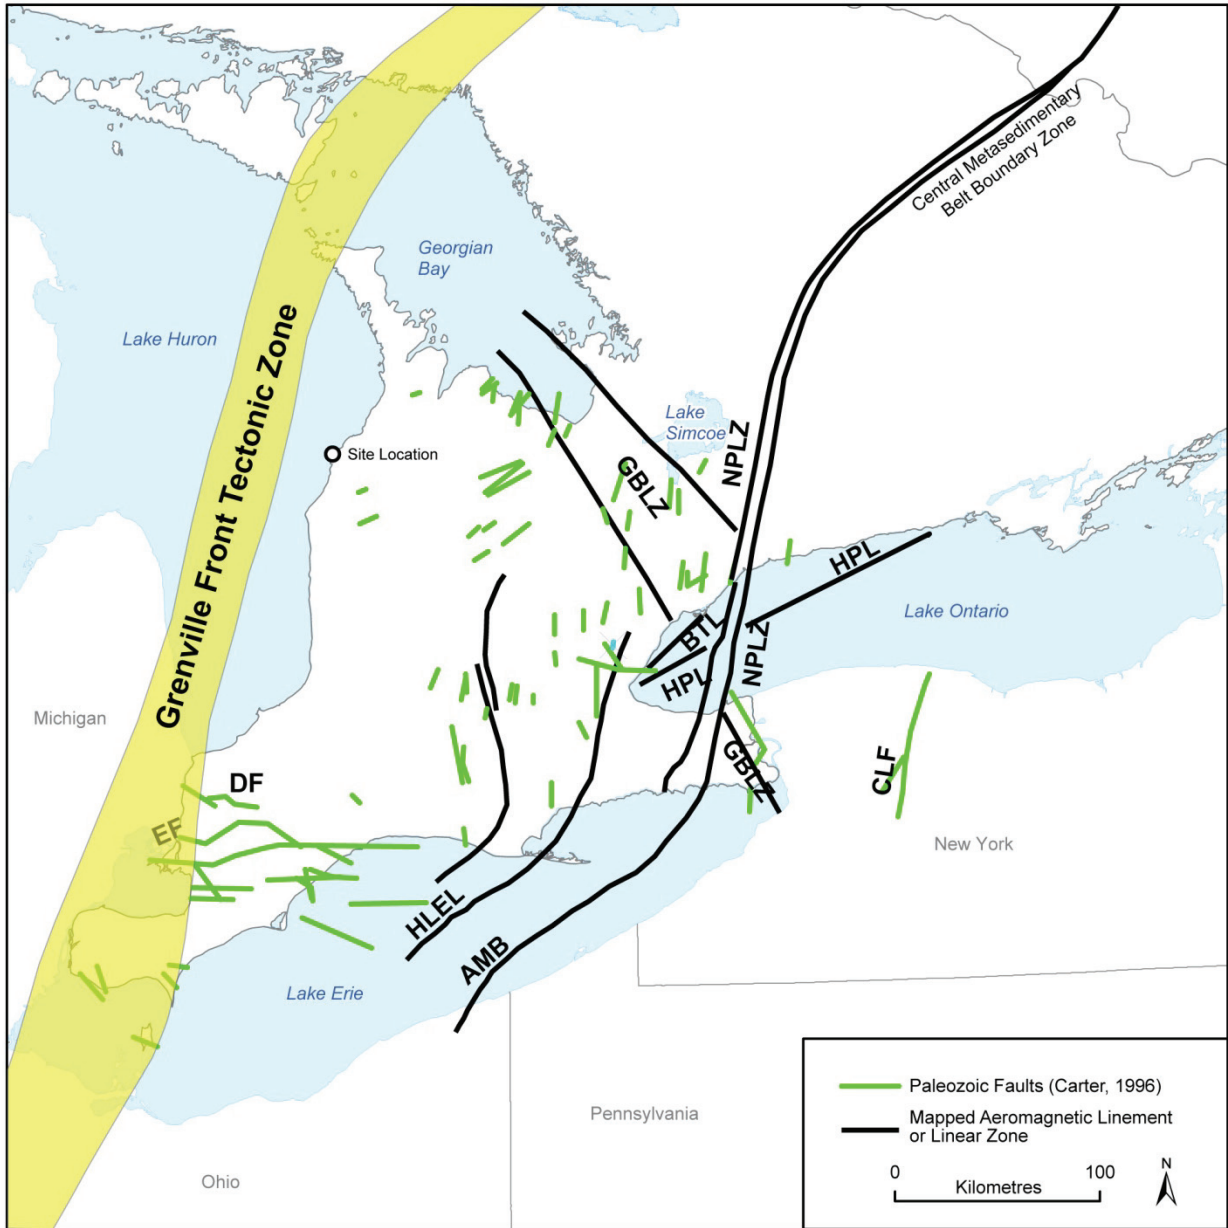 Central Metasedimentary
Belt Boundary Zone
Georgian
Bay
Lake Huron
Grenville Front Tectonic Zone
Lake
Simcoe
NPLZ
Site Location
GBLZ
HPL
Lake Ontario
BTL
HPL
NPLZ
Michigan
GBLZ
CLF
DF
EF
New York
HLEL
AMB
Lake Erie
Pennsylvania
Ohio
Paleozoic Faults (Carter, 1996)
Mapped Aeromagnetic Linement
or Linear Zone
0 100
Kilometres
N